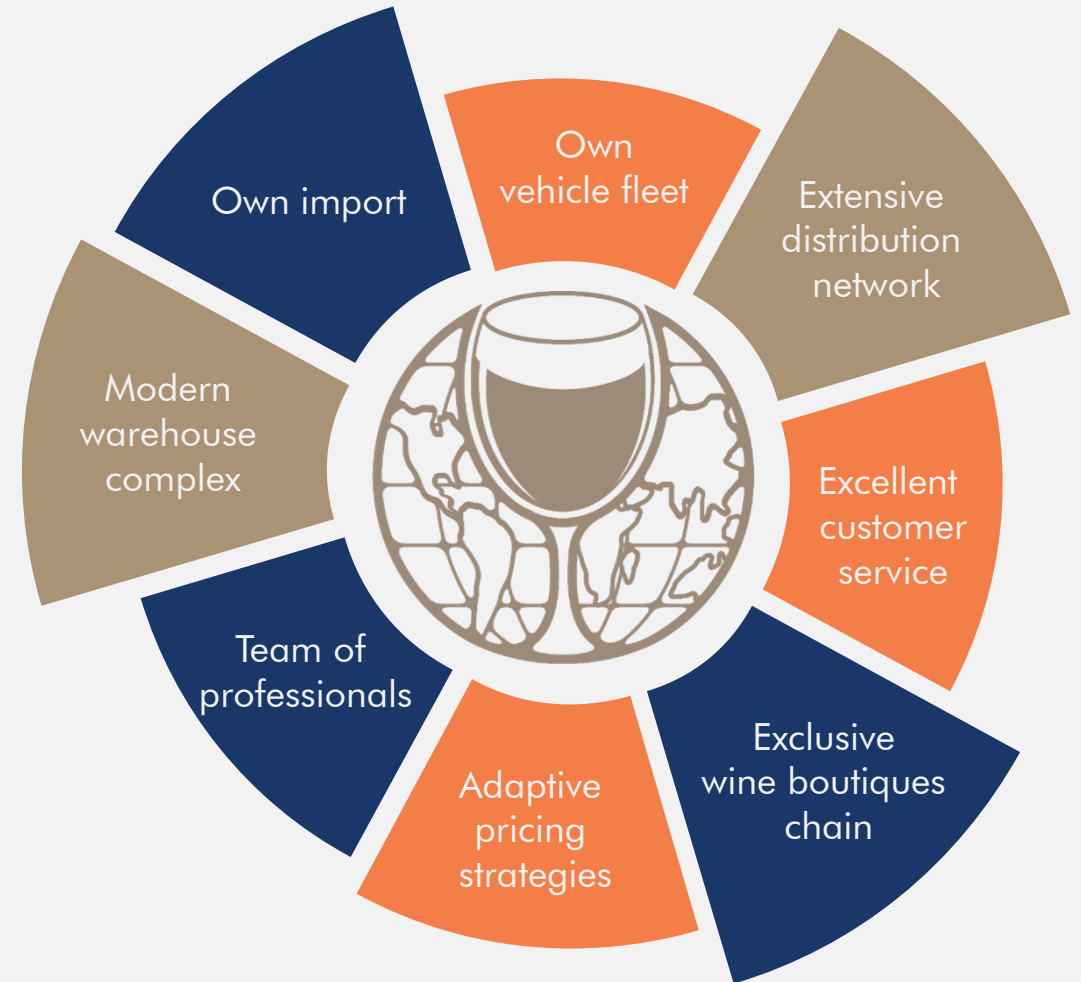 Own
vehicle fleet
Extensive
distribution
network
Excellent
customer
service
Exclusive
wine boutiques
chain
Adaptive
pricing
strategies
Team of
professionals
Modern
warehouse
complex
Own import